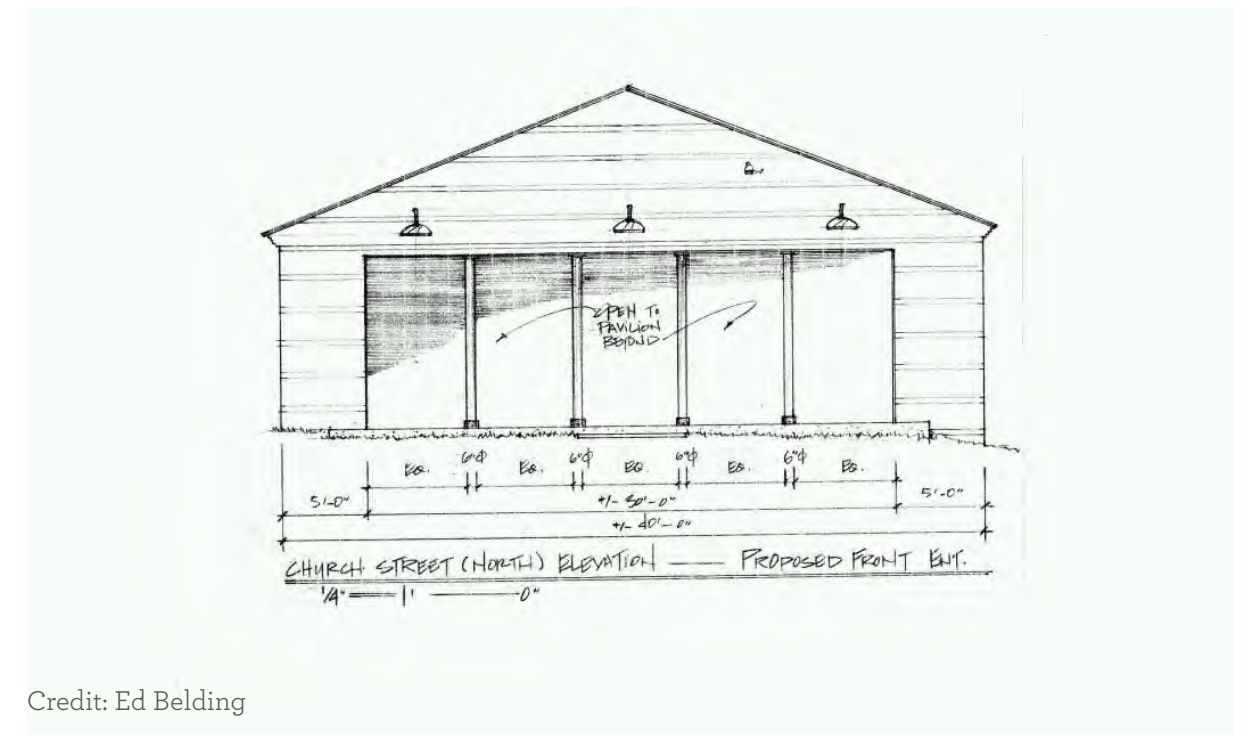 OPEN TO
PAVILION
BEYOND
EQ. 6"Φ EQ. 6"Φ EQ. 6"Φ EQ. 6"Φ EQ.
5'-0" +/- 30'-0" 5'-0"
+/- 40'-0"
CHURCH STREET (NORTH) ELEVATION — PROPOSED FRONT ENT.
1/4" = 1' — 0"
Credit: Ed Belding